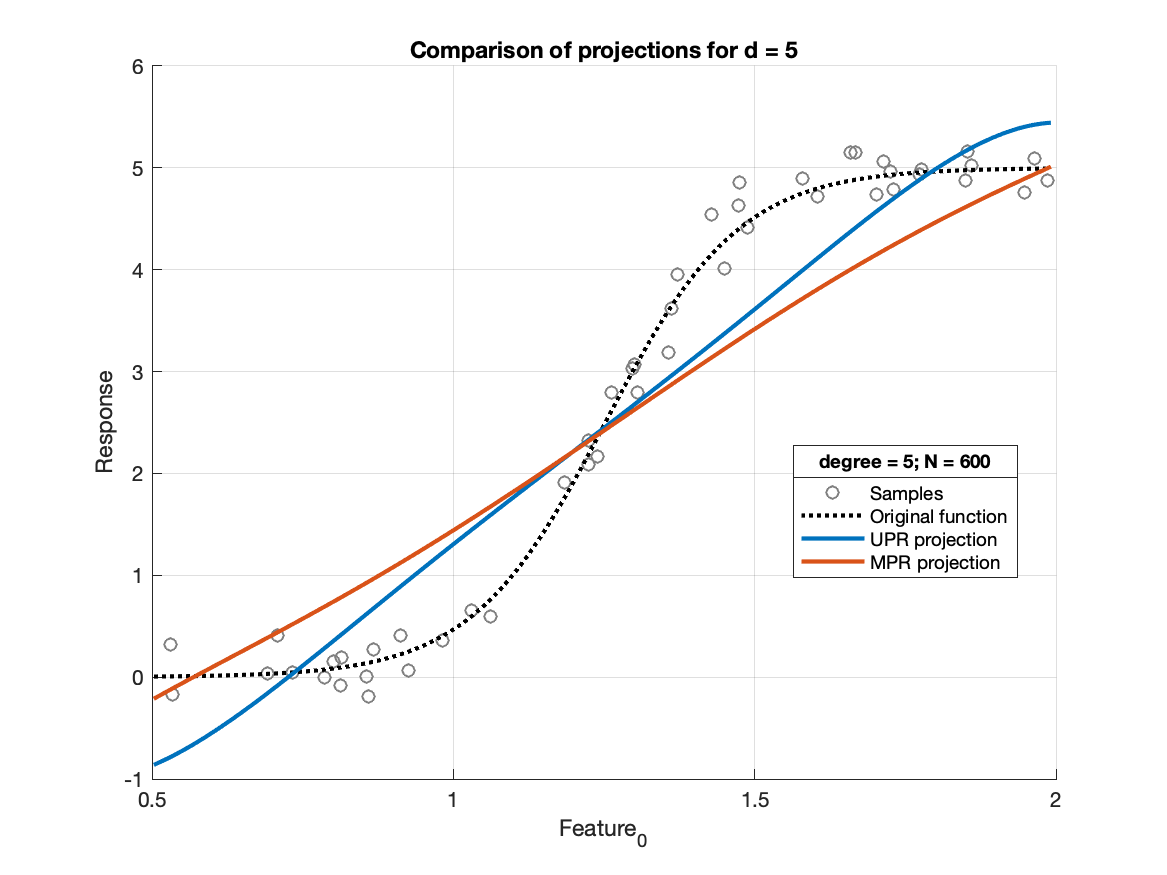 Comparison of projections for d = 5
6
5
4
3
2
1
0
-1
Response
0.5
1
1.5
2
Feature_0
degree = 5; N = 600
Samples
Original function
UPR projection
MPR projection